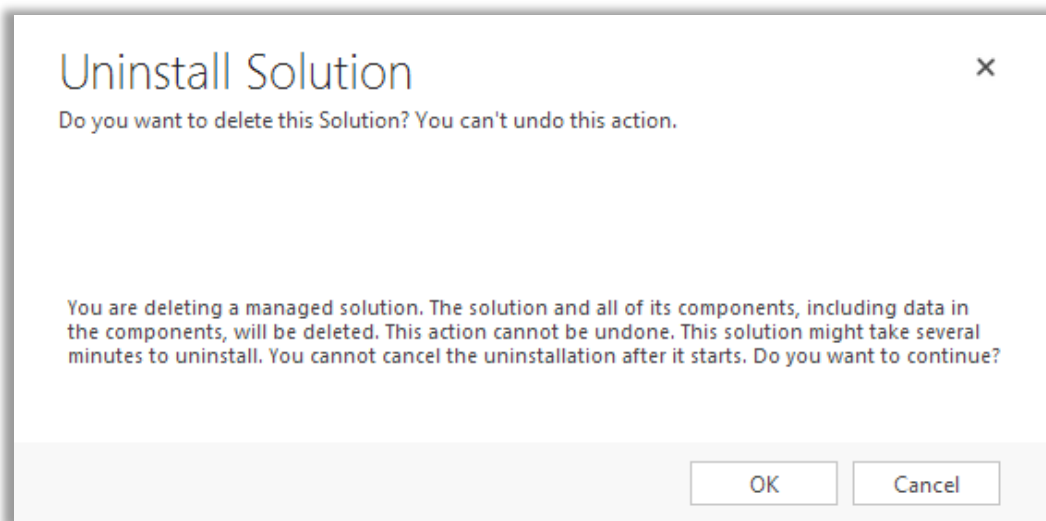 Uninstall Solution
Do you want to delete this Solution? You can't undo this action.
You are deleting a managed solution. The solution and all of its components, including data in
the components, will be deleted. This action cannot be undone. This solution might take several
minutes to uninstall. You cannot cancel the uninstallation after it starts. Do you want to continue?
OK Cancel